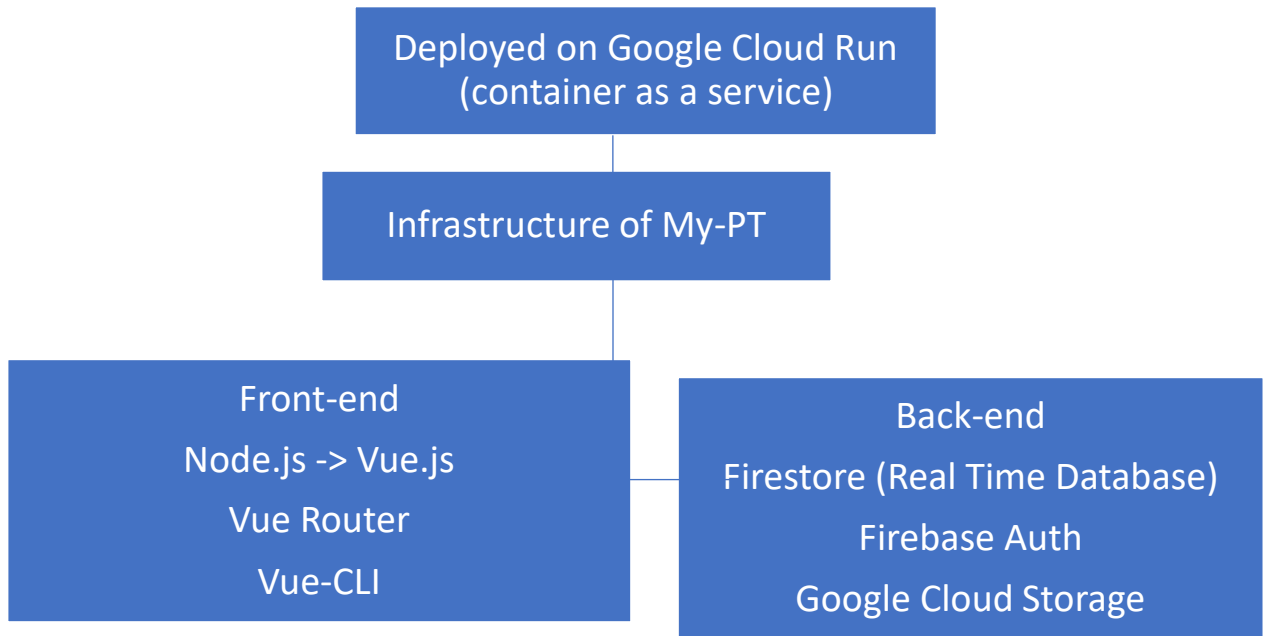 Deployed on Google Cloud Run
(container as a service)
Infrastructure of My-PT
Front-end
Node.js -> Vue.js
Vue Router
Vue-CLI
Back-end
Firestore (Real Time Database)
Firebase Auth
Google Cloud Storage